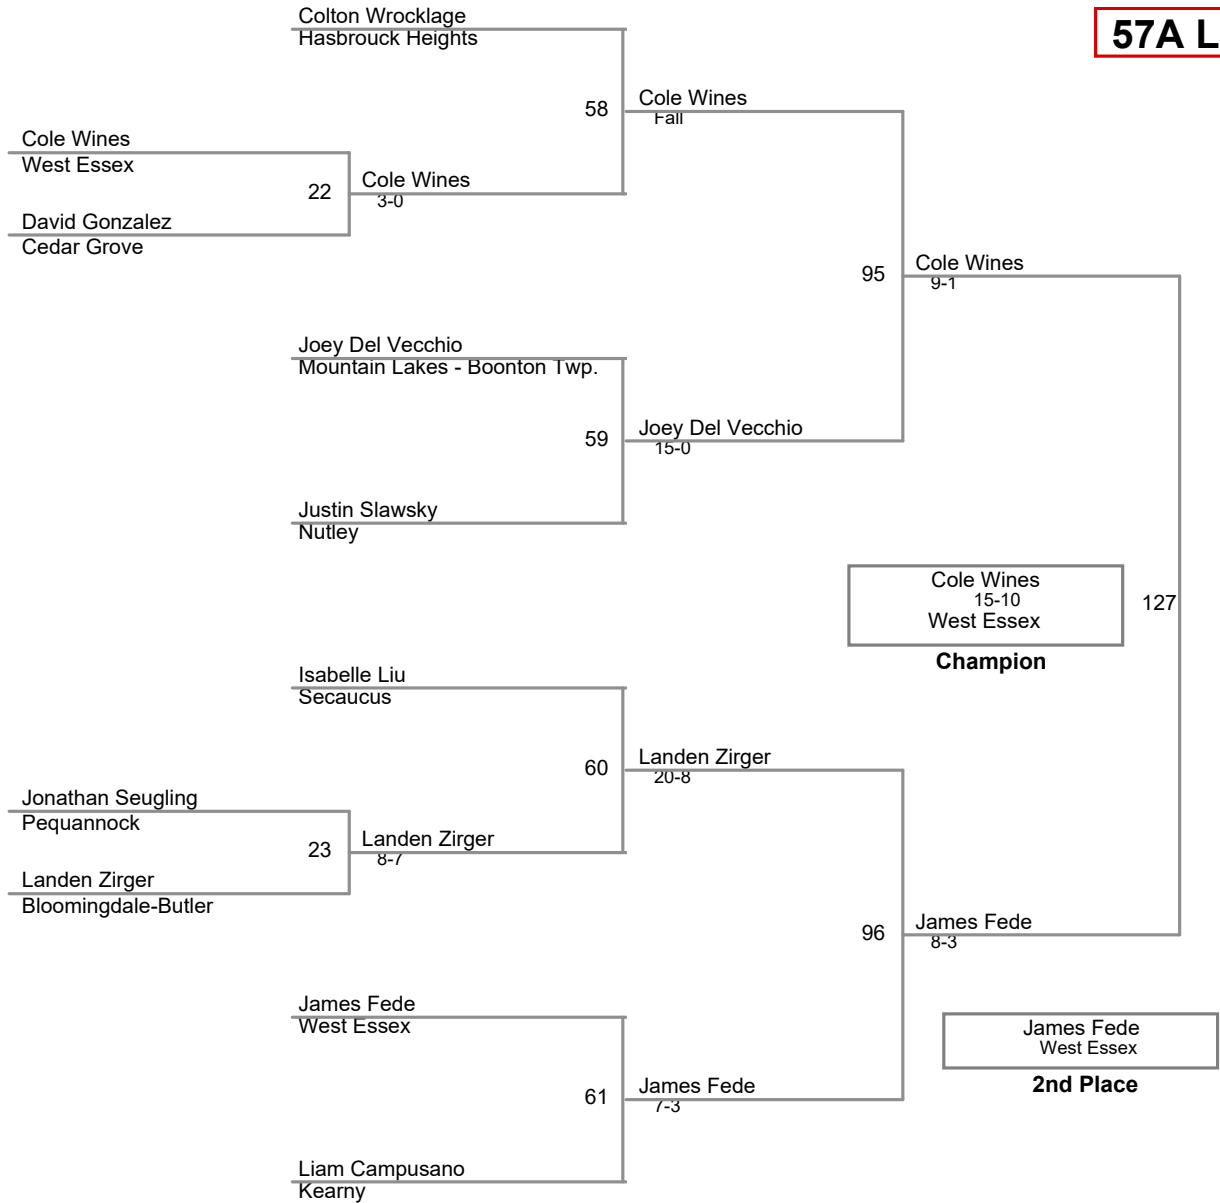 Colton Wrocklage
Hasbrouck Heights
57A L
58
Cole Wines
Fall
Cole Wines
West Essex
22
Cole Wines
3-0
David Gonzalez
Cedar Grove
95
Cole Wines
9-1
Joey Del Vecchio
Mountain Lakes - Boonton Twp.
59
Joey Del Vecchio
15-0
Justin Slawsky
Nutley
Cole Wines
15-10
West Essex
127
Champion
Isabelle Liu
Secaucus
60
Landen Zirger
20-8
Jonathan Seugling
Pequannock
23
Landen Zirger
8-7
Landen Zirger
Bloomingdale-Butler
96
James Fede
8-3
James Fede
West Essex
James Fede
West Essex
2nd Place
61
James Fede
7-3
Liam Campusano
Kearny